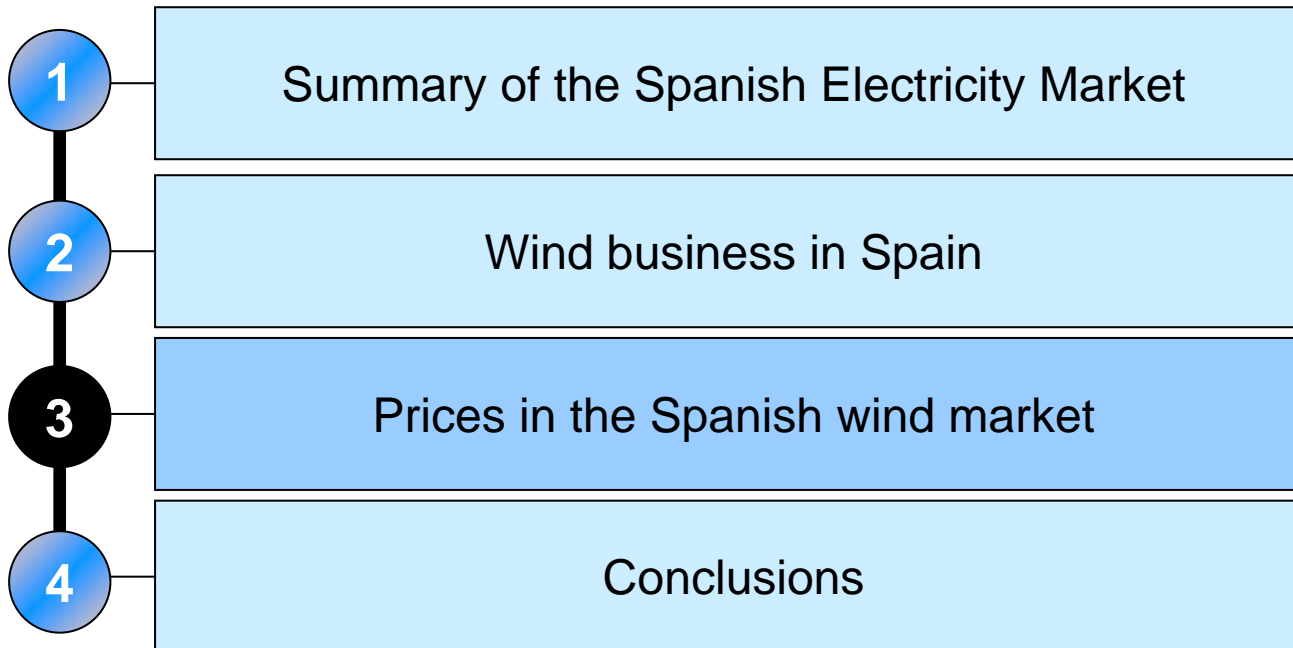 1
Summary of the Spanish Electricity Market
2
Wind business in Spain
3
Prices in the Spanish wind market
4
Conclusions